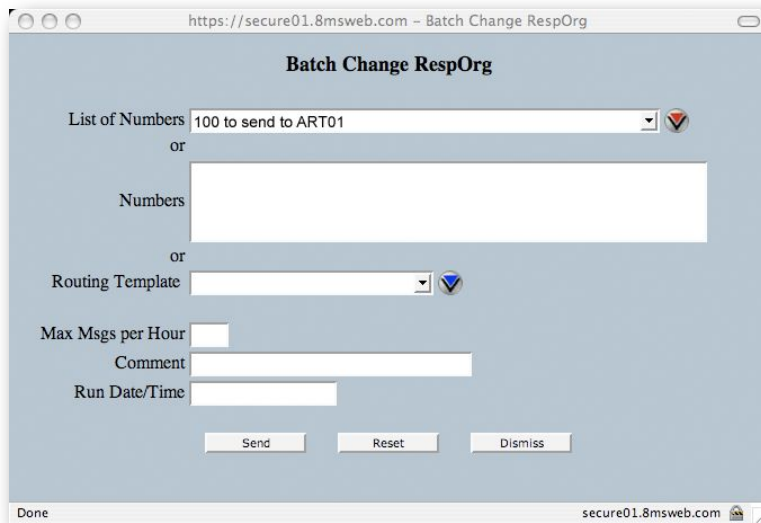 https://secure01.8msweb.com – Batch Change RespOrg
Batch Change RespOrg
List of Numbers 100 to send to ART01
or
Numbers
or
Routing Template
Max Msgs per Hour
Comment
Run Date/Time
Send Reset Dismiss
Done secure01.8msweb.com